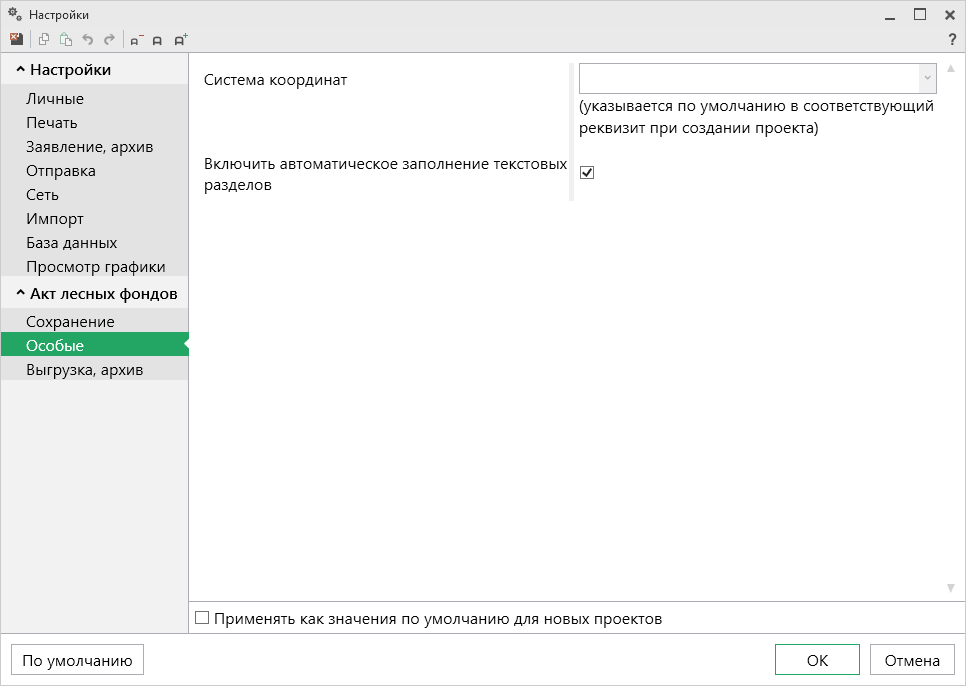 Настройки
?
Настройки
Личные
Печать
Заявление, архив
Отправка
Сеть
Импорт
База данных
Просмотр графики
Акт лесных фондов
Сохранение
Особые
Выгрузка, архив
Система координат
(указывается по умолчанию в соответствующий
реквизит при создании проекта)
Включить автоматическое заполнение текстовых
разделов
Применять как значения по умолчанию для новых проектов
По умолчанию
ОК
Отмена